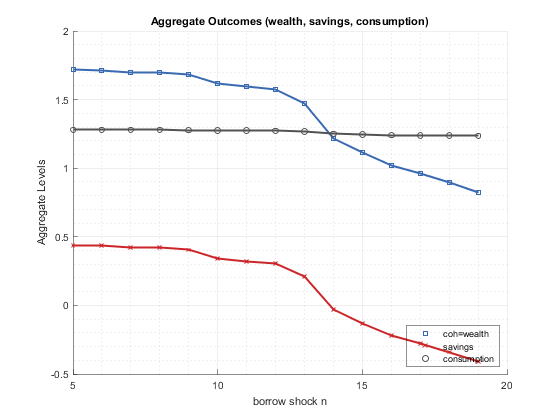 Aggregate Outcomes (wealth, savings, consumption)
2
1.5
1
0.5
0
-0.5
Aggregate Levels
5
10
15
20
borrow shock n
coh=wealth
savings
consumption